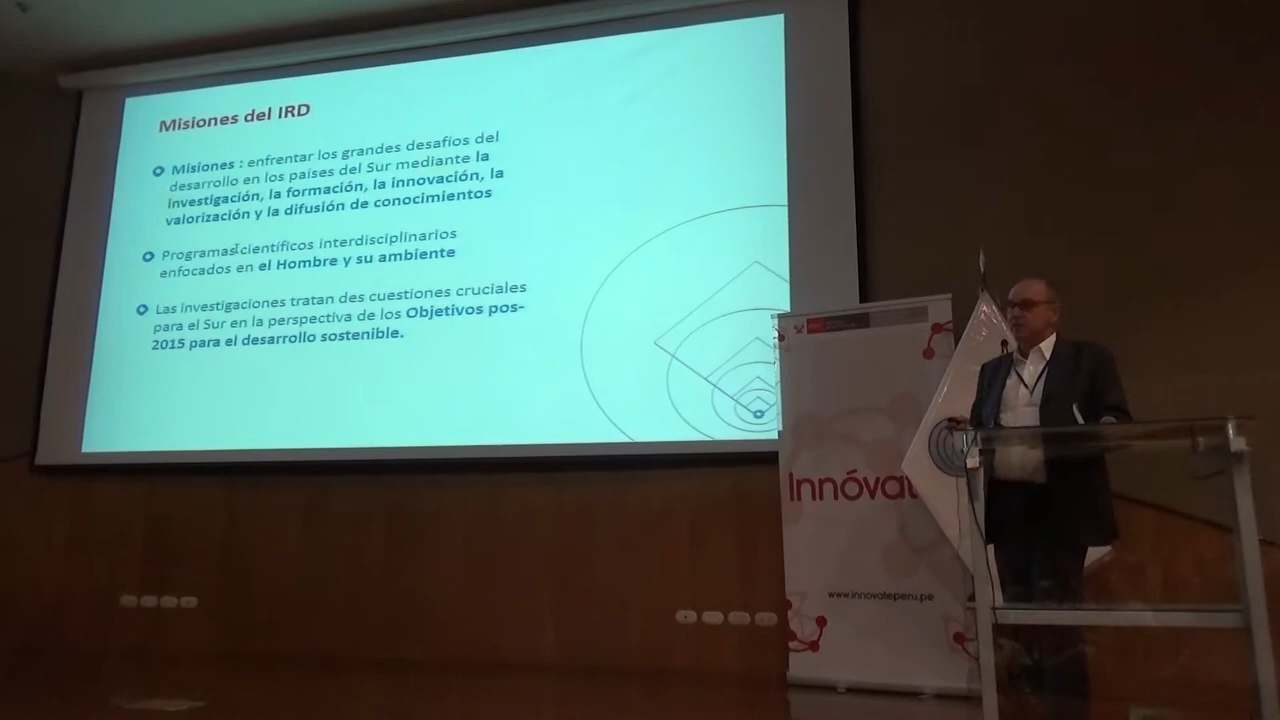 Misiones del IRD
Misiones : enfrentar los grandes desafíos del
desarrollo en los países del Sur mediante la
investigación, la formación, la innovación, la
valorización y la difusión de conocimientos
Programas científicos interdisciplinarios
enfocados en el Hombre y su ambiente
Las investigaciones tratan des cuestiones cruciales
para el Sur en la perspectiva de los Objetivos pos-
2015 para el desarrollo sostenible.
Innóvat
www.innovateperu.pe